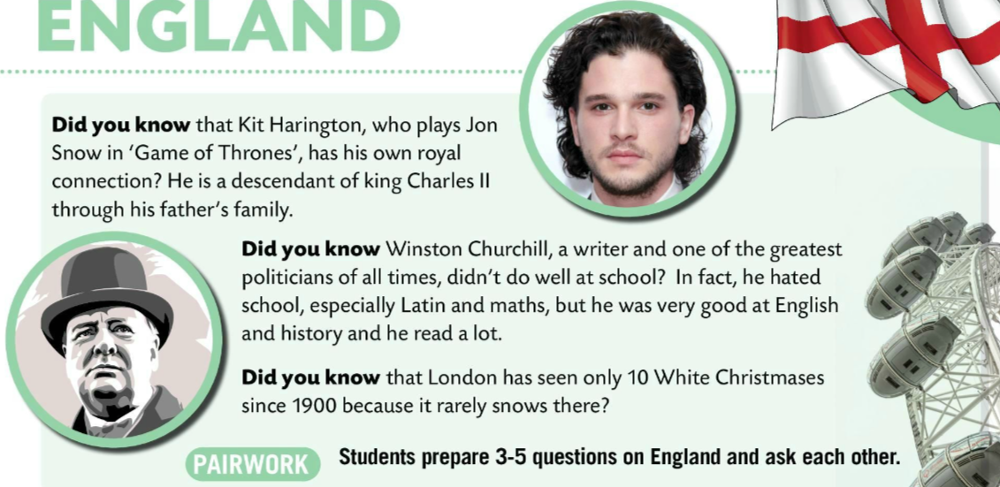 ENGLAND
Did you know that Kit Harington, who plays Jon
Snow in ‘Game of Thrones’, has his own royal
connection? He is a descendant of king Charles II
through his father’s family.
Did you know Winston Churchill, a writer and one of the greatest
politicians of all times, didn’t do well at school? In fact, he hated
school, especially Latin and maths, but he was very good at English
and history and he read a lot.
Did you know that London has seen only 10 White Christmases
since 1900 because it rarely snows there?
PAIRWORK Students prepare 3-5 questions on England and ask each other.